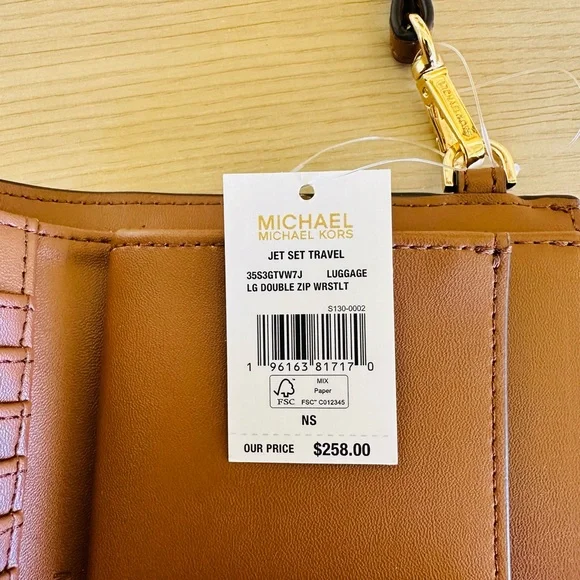 MICHAEL
MICHAEL KORS
JET SET TRAVEL
35S3GTVW7J LUGGAGE
LG DOUBLE ZIP WRSTLT
S130-0002
1 96163 81717 0
FSC
MIX
Paper
FSC™ C012345
NS
OUR PRICE $258.00